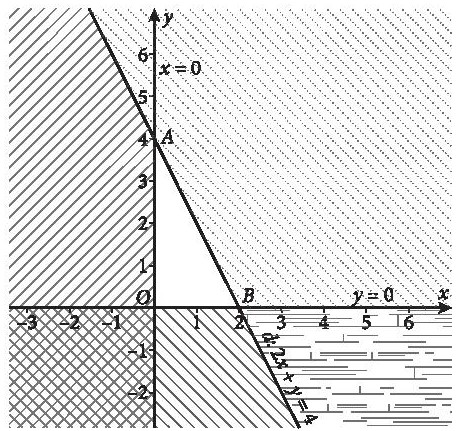 y
6
x = 0
5
4 A
3
2
1
O B y = 0 x
-3 -2 -1 1 2 3 4 5 6
-1
-2
d: 2x + y = 4